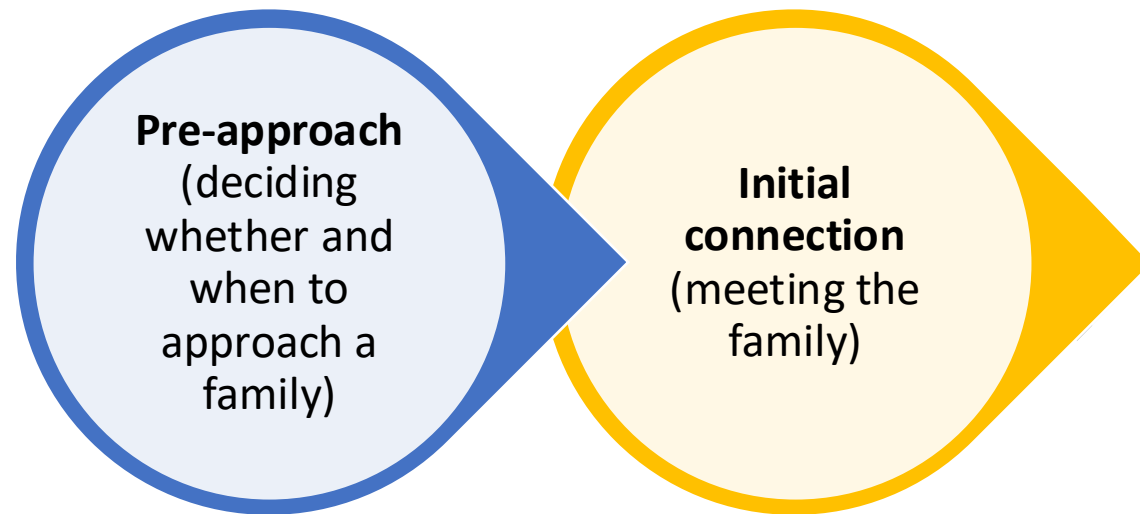 Pre-approach
(deciding
whether and
when to
approach a
family)
Initial
connection
(meeting the
family)